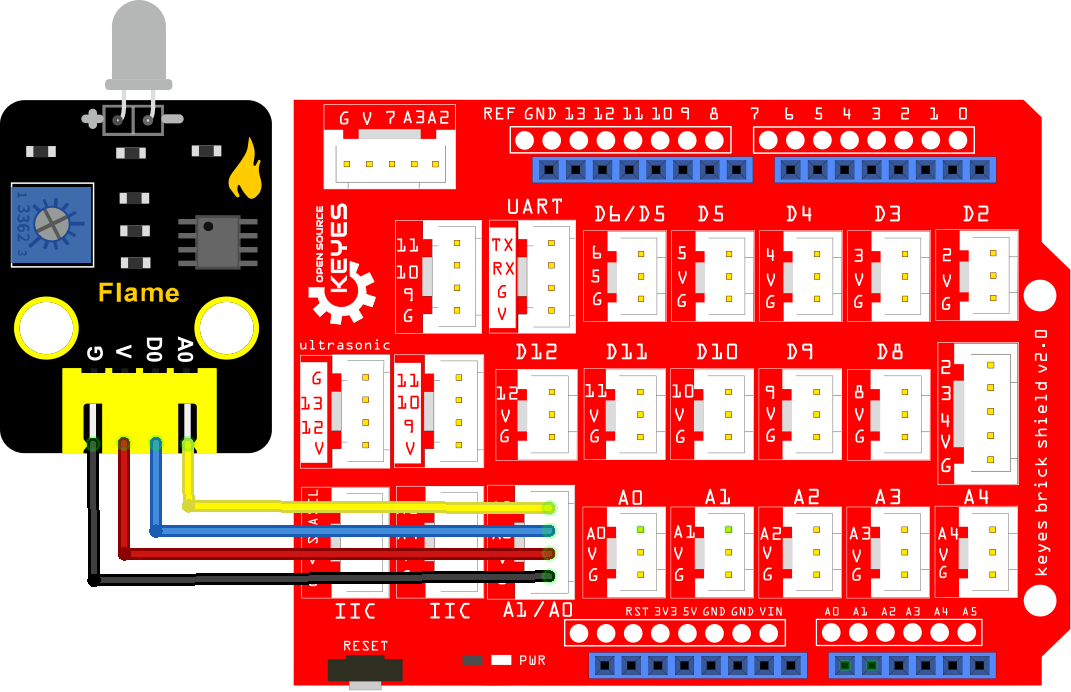 G V 7 A3 A2
REF GND 13 12 11 10 9 8
7 6 5 4 3 2 1 0
1 3362 3
Flame
G V D0 A0
OPEN SOURCE
KEYES
11
10
9
G
UART
TX
RX
G
V
D6/D5
6
5
G
D5
5
V
G
D4
4
V
G
D3
3
V
G
D2
2
V
G
ultrasonic
G
13
12
V
11
10
9
V
D12
12
V
G
D11
11
V
G
D10
10
V
G
D9
9
V
G
D8
8
V
G
2
3
4
V
G
keyes brick shield v2.0
IIC
IIC
A1/A0
A0
A0
V
G
A1
A1
V
G
A2
A2
V
G
A3
A3
V
G
A4
A4
V
G
RST 3V3 5V GND GND VIN
A0 A1 A2 A3 A4 A5
RESET
PWR